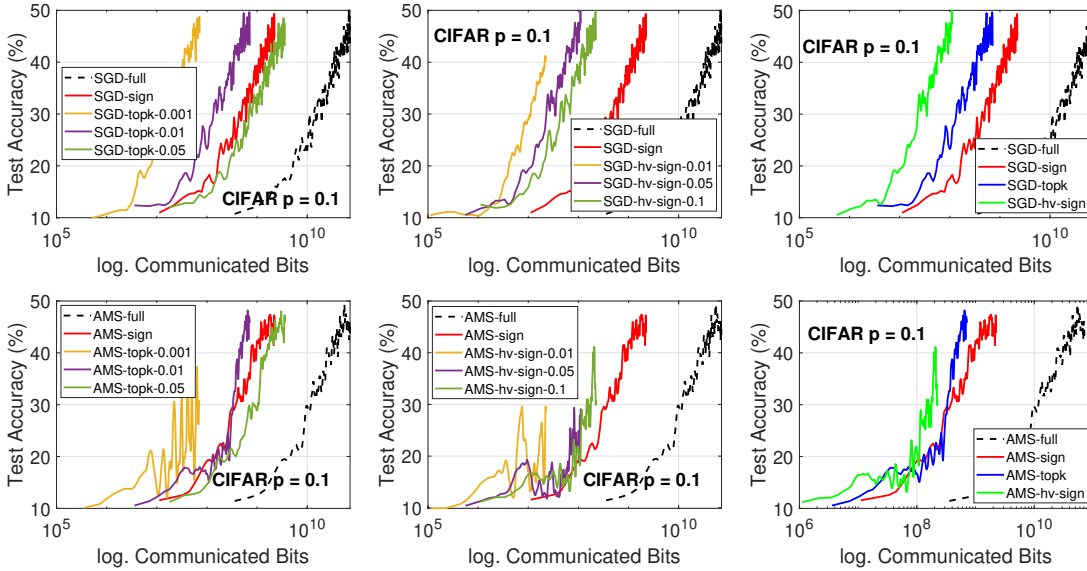 50
40
30
20
10
Test Accuracy (%)
SGD-full
SGD-sign
SGD-topk-0.001
SGD-topk-0.01
SGD-topk-0.05
CIFAR p = 0.1
10^5
10^10
log. Communicated Bits
50
40
30
20
10
Test Accuracy (%)
CIFAR p = 0.1
SGD-full
SGD-sign
SGD-hv-sign-0.01
SGD-hv-sign-0.05
SGD-hv-sign-0.1
10^5
10^10
log. Communicated Bits
50
40
30
20
10
Test Accuracy (%)
CIFAR p = 0.1
SGD-full
SGD-sign
SGD-topk
SGD-hv-sign
10^5
10^10
log. Communicated Bits
50
40
30
20
10
Test Accuracy (%)
AMS-full
AMS-sign
AMS-topk-0.001
AMS-topk-0.01
AMS-topk-0.05
CIFAR p = 0.1
10^5
10^10
log. Communicated Bits
50
40
30
20
10
Test Accuracy (%)
AMS-full
AMS-sign
AMS-hv-sign-0.01
AMS-hv-sign-0.05
AMS-hv-sign-0.1
CIFAR p = 0.1
10^5
10^10
log. Communicated Bits
50
40
30
20
10
Test Accuracy (%)
CIFAR p = 0.1
AMS-full
AMS-sign
AMS-topk
AMS-hv-sign
10^6
10^8
10^10
log. Communicated Bits